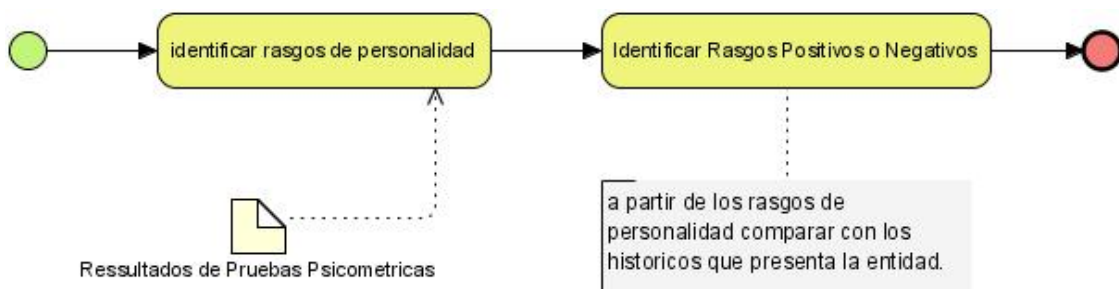 identificar rasgos de personalidad
Identificar Rasgos Positivos o Negativos
Ressultados de Pruebas Psicometricas
a partir de los rasgos de
personalidad comparar con los
historicos que presenta la entidad.